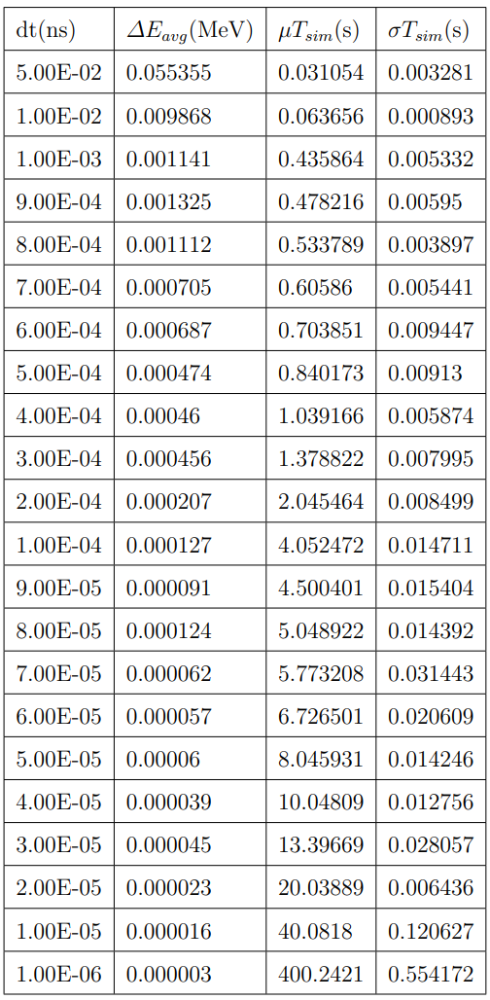 dt(ns) ΔE_avg(MeV) μT_sim(s) σT_sim(s)
5.00E-02 0.055355 0.031054 0.003281
1.00E-02 0.009868 0.063656 0.000893
1.00E-03 0.001141 0.435864 0.005332
9.00E-04 0.001325 0.478216 0.00595
8.00E-04 0.001112 0.533789 0.003897
7.00E-04 0.000705 0.60586 0.005441
6.00E-04 0.000687 0.703851 0.009447
5.00E-04 0.000474 0.840173 0.00913
4.00E-04 0.00046 1.039166 0.005874
3.00E-04 0.000456 1.378822 0.007995
2.00E-04 0.000207 2.045464 0.008499
1.00E-04 0.000127 4.052472 0.014711
9.00E-05 0.000091 4.500401 0.015404
8.00E-05 0.000124 5.048922 0.014392
7.00E-05 0.000062 5.773208 0.031443
6.00E-05 0.000057 6.726501 0.020609
5.00E-05 0.00006 8.045931 0.014246
4.00E-05 0.000039 10.04809 0.012756
3.00E-05 0.000045 13.39669 0.028057
2.00E-05 0.000023 20.03889 0.006436
1.00E-05 0.000016 40.0818 0.120627
1.00E-06 0.000003 400.2421 0.554172